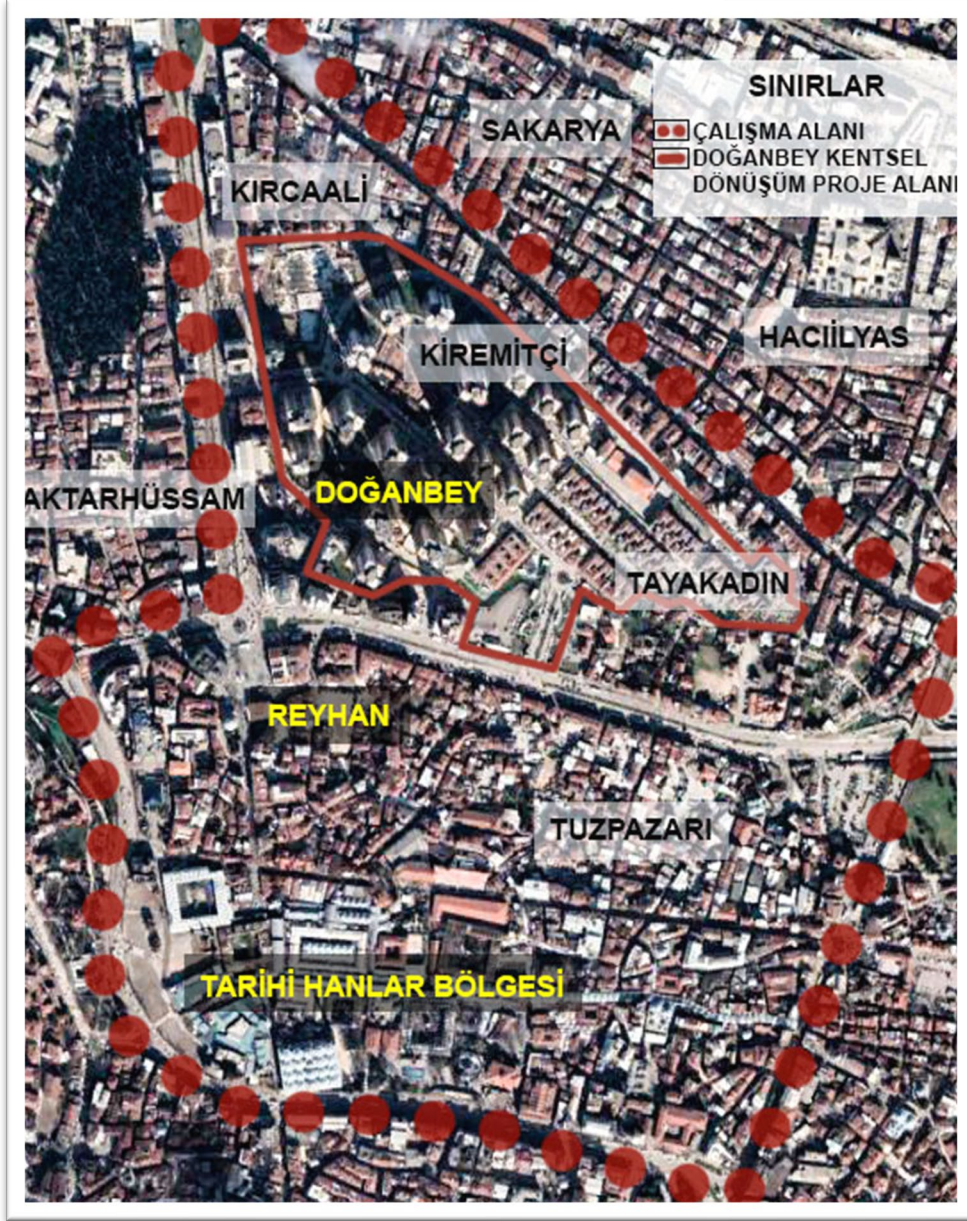 SINIRLAR
ÇALIŞMA ALANI
DOĞANBEY KENTSEL
DÖNÜŞÜM PROJE ALANI
SAKARYA
KIRCAALİ
HACIİLYAS
KİREMİTÇİ
AKTARHÜSSAM
DOĞANBEY
TAYAKADIN
REYHAN
TUZPAZARI
TARİHİ HANLAR BÖLGESİ